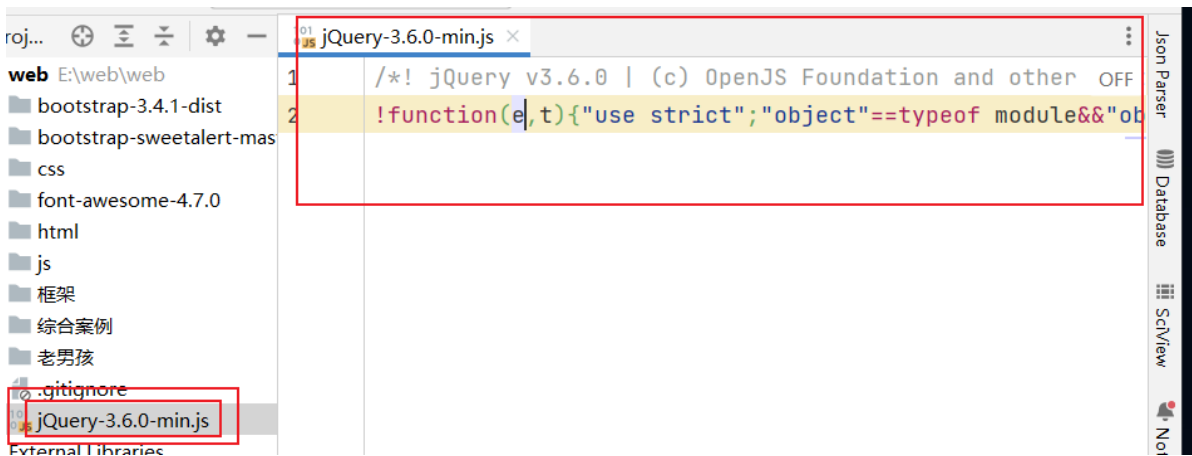 roj...
web E:\web\web
bootstrap-3.4.1-dist
bootstrap-sweetalert-mas
css
font-awesome-4.7.0
html
js
框架
综合案例
老男孩
.gitignore
jQuery-3.6.0-min.js
External Libraries
jQuery-3.6.0-min.js
1 /*! jQuery v3.6.0 | (c) OpenJS Foundation and other OFF
2 !function(e,t){"use strict";"object"==typeof module&&"ob
Json Parser
Database
SciView
Not